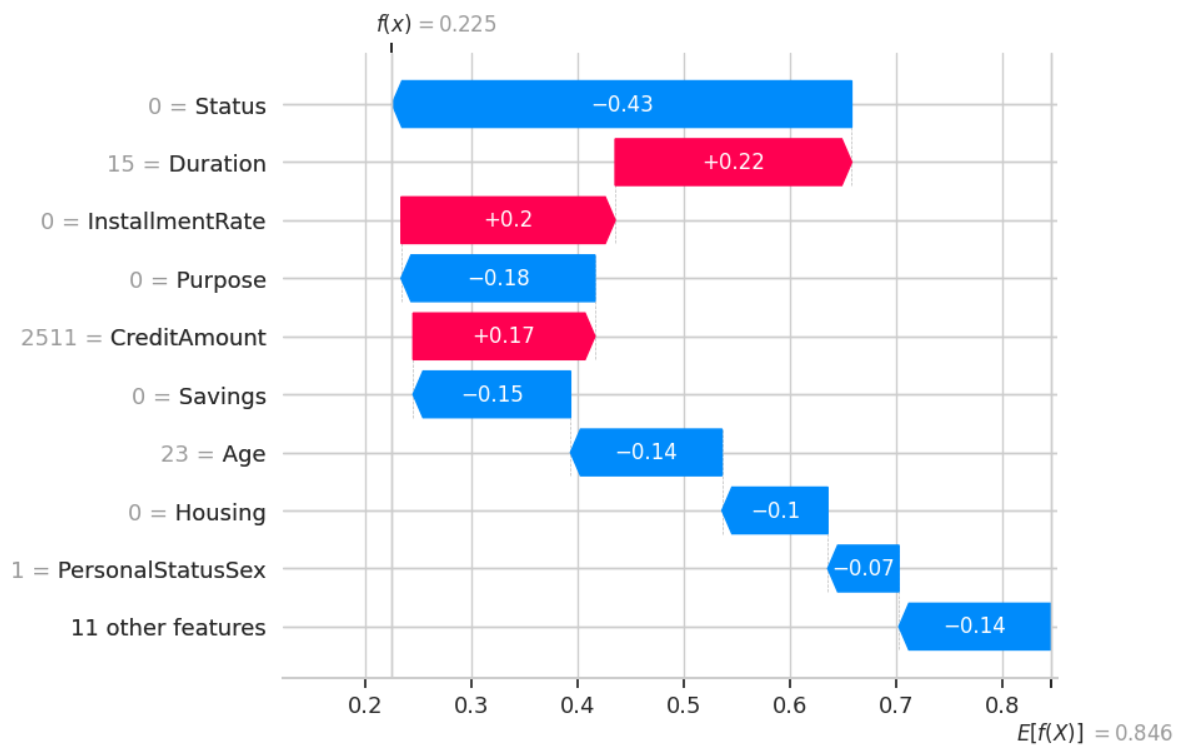 f(x) = 0.225
0 = Status
−0.43
15 = Duration
+0.22
0 = InstallmentRate
+0.2
0 = Purpose
−0.18
2511 = CreditAmount
+0.17
0 = Savings
−0.15
23 = Age
−0.14
0 = Housing
−0.1
1 = PersonalStatusSex
−0.07
11 other features
−0.14
0.2 0.3 0.4 0.5 0.6 0.7 0.8
E[f(X)] = 0.846